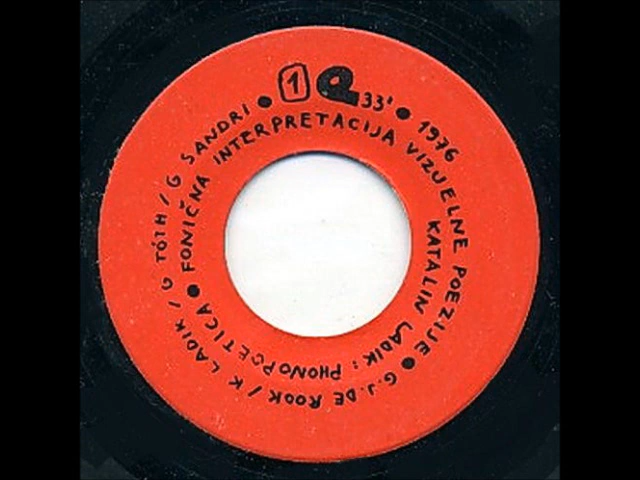 KATALIN LADIK: PHONOPOETICA • FONIČNA INTERPRETACIJA VIZUELNE POEZIJE • G.J. DE ROOK / K LADIK / G TÓTH / G SANDRI • 1 P 33' • 1976